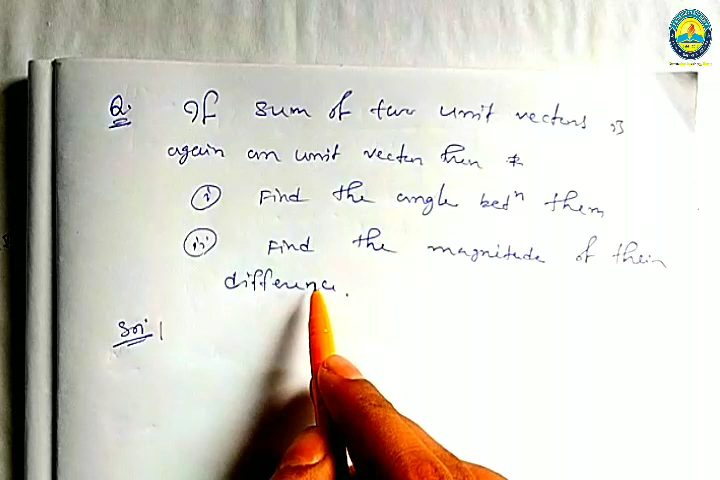 Q. If sum of two unit vectors is
again an unit vector then *
(i) Find the angle betⁿ them
(ii) Find the magnitude of their
difference.
Sol